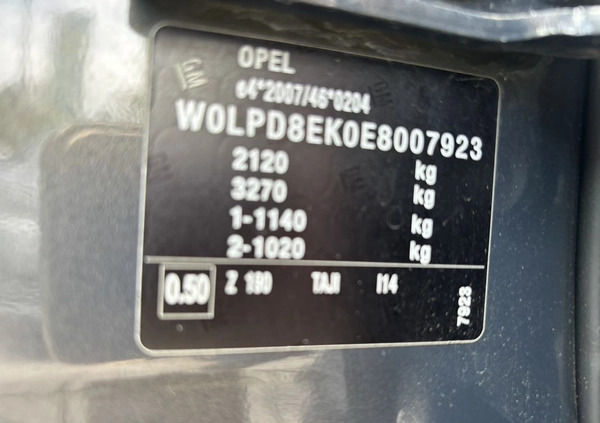 OPEL
e4*2007/46*0204
W0LPD8EK0E8007923
2120 kg
3270 kg
1-1140 kg
2-1020 kg
0.50 Z 190 TAJI I14
7923
GM